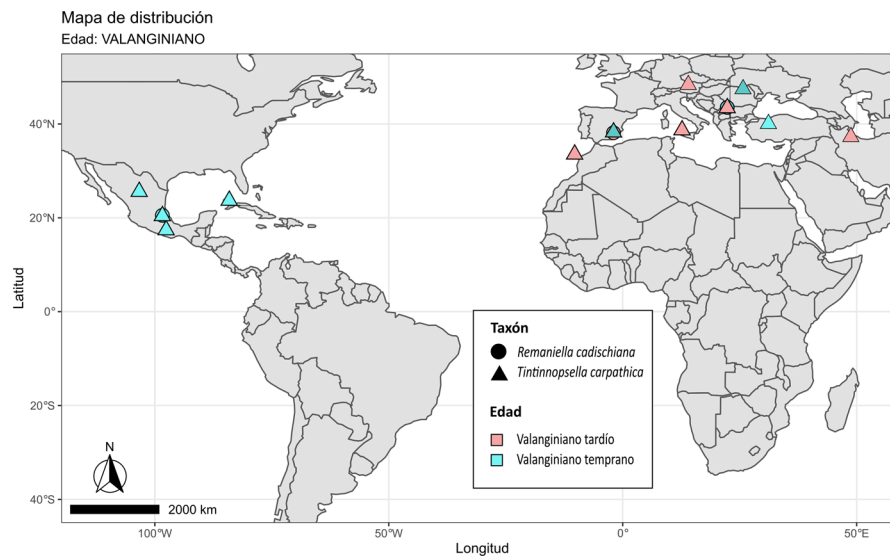 Mapa de distribución
Edad: VALANGINIANO
Latitud
40°N
20°N
0°
20°S
40°S
Taxón
Remaniella cadischiana
Tintinnopsella carpathica
Edad
Valanginiano tardío
Valanginiano temprano
N
2000 km
100°W
50°W
0°
50°E
Longitud